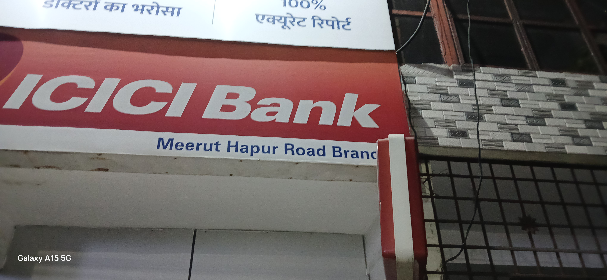 डॉक्टरों का भरोसा
100%
एक्यूरेट रिपोर्ट
ICICI Bank
Meerut Hapur Road Branc
Galaxy A15 5G